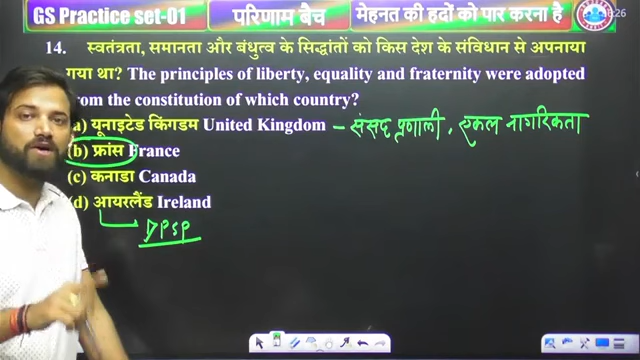 GS Practice set-01 परिणाम बैच मेहनत की हदों को पार करना है
14. स्वतंत्रता, समानता और बंधुत्व के सिद्धांतों को किस देश के संविधान से अपनाया
गया था? The principles of liberty, equality and fraternity were adopted
from the constitution of which country?
(a) यूनाइटेड किंगडम United Kingdom – संसद प्रणाली, एकल नागरिकता
(b) फ्रांस France
(c) कनाडा Canada
(d) आयरलैंड Ireland
DPSP